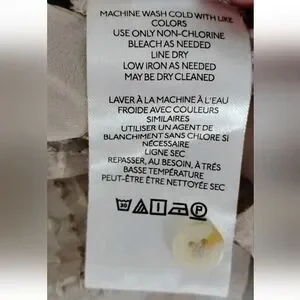 MACHINE WASH COLD WITH LIKE
COLORS
USE ONLY NON-CHLORINE
BLEACH AS NEEDED
LINE DRY
LOW IRON AS NEEDED
MAY BE DRY CLEANED
LAVER À LA MACHINE À L'EAU
FROIDE AVEC COULEURS
SIMILAIRES
UTILISER UN AGENT DE
BLANCHIMENT SANS CHLORE SI
NÉCESSAIRE
LIGNE SEC
REPASSER, AU BESOIN, À TRÉS
BASSE TEMPÉRATURE
PEUT-ÊTRE ÊTRE NETTOYÉE SEC
30 P